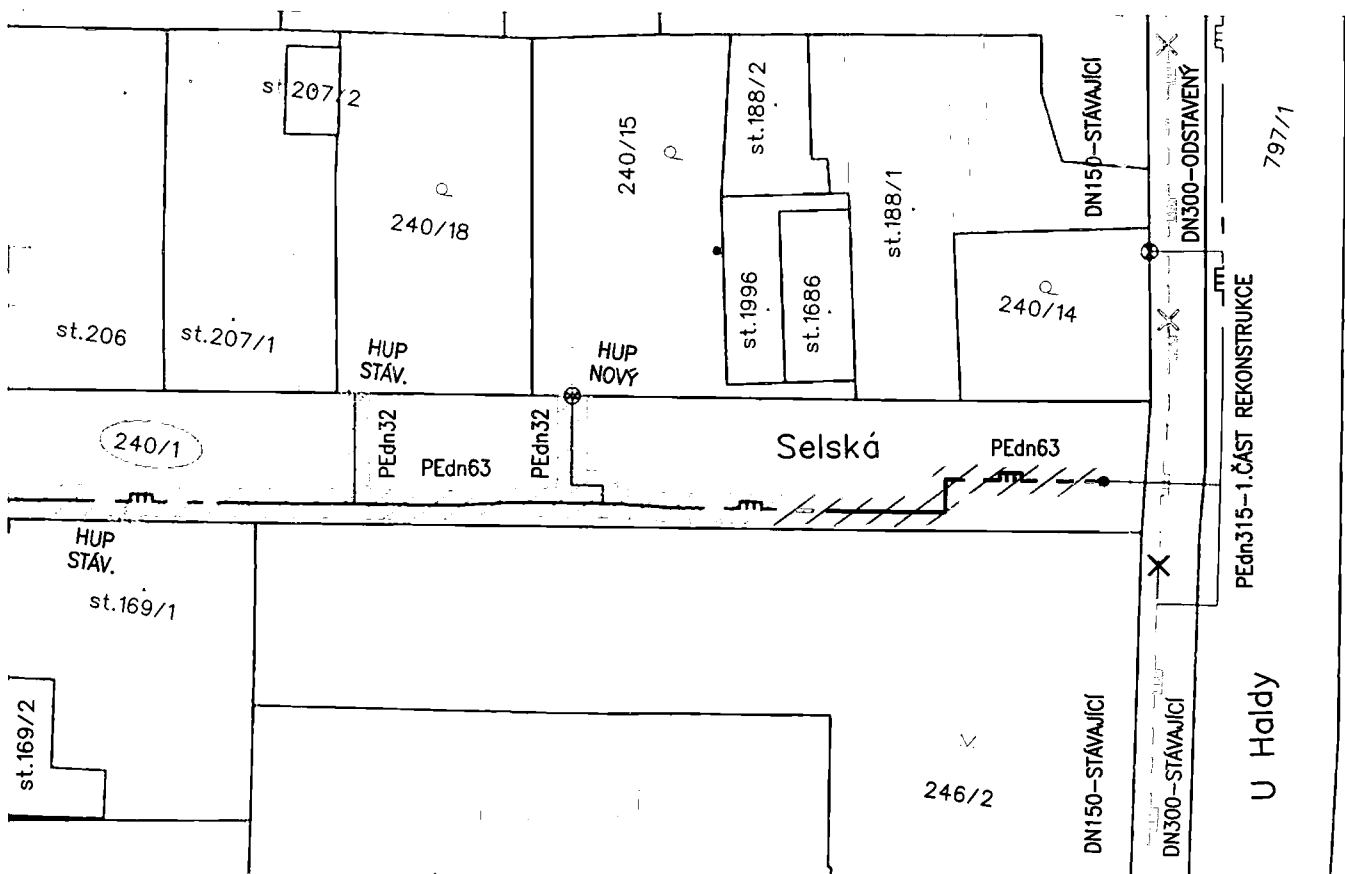 st.207/2
240/18
240/15
st.188/2
st.188/1
DN150-STÁVAJÍCÍ
DN300-ODSTAVENÝ
797/1
st.206
st.207/1
HUP
STÁV.
HUP
NOVÝ
st.1996
st.1686
240/14
PEdn315-1.ČÁST REKONSTRUKCE
240/1
PEdn32
PEdn63
PEdn32
Selská
PEdn63
HUP
STÁV.
st.169/1
st.169/2
246/2
DN150-STÁVAJÍCÍ
DN300-STÁVAJÍCÍ
U Haldy